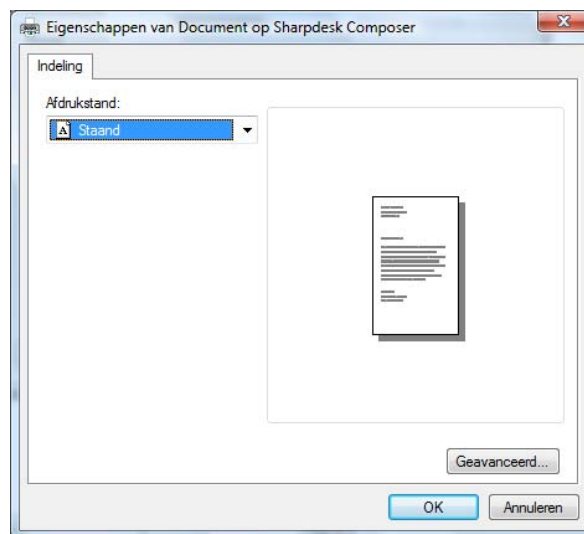 Eigenschappen van Document op Sharpdesk Composer
Indeling
Afdrukstand:
A Staand
Geavanceerd...
OK Annuleren